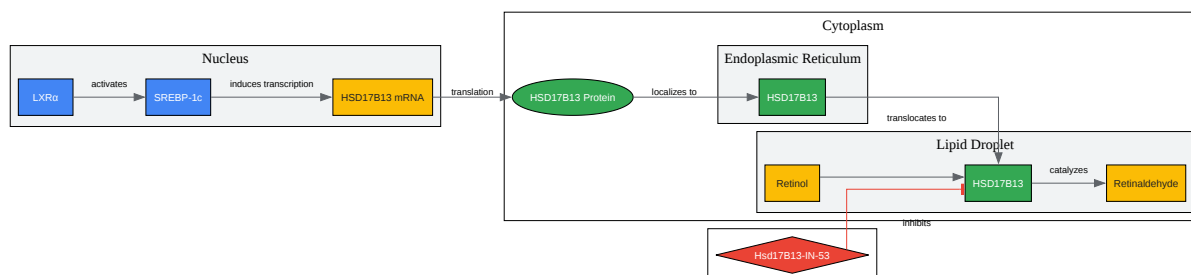 Cytoplasm
Nucleus
Endoplasmic Reticulum
LXRα
activates
SREBP-1c
induces transcription
HSD17B13 mRNA
translation
HSD17B13 Protein
localizes to
HSD17B13
translocates to
Lipid Droplet
Retinol
HSD17B13
catalyzes
Retinaldehyde
inhibits
Hsd17B13-IN-53